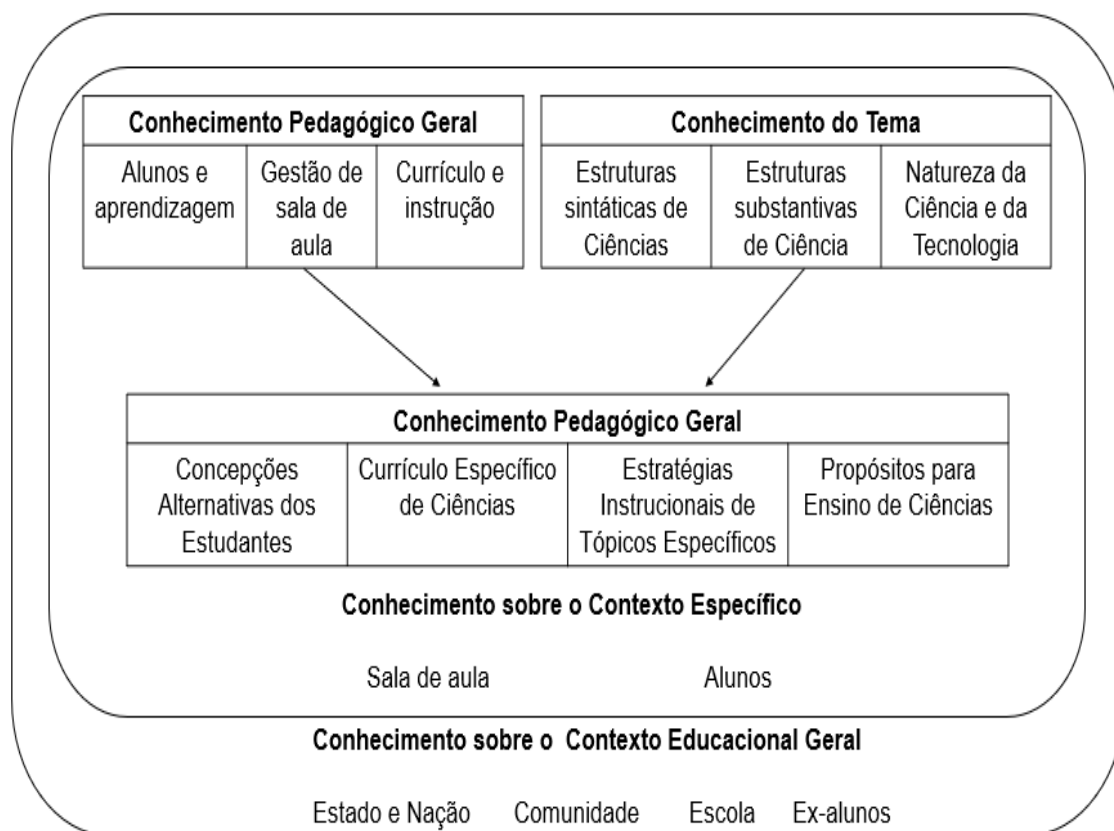 Conhecimento Pedagógico Geral
Alunos e
aprendizagem
Gestão de
sala de
aula
Currículo e
instrução
Conhecimento do Tema
Estruturas
sintáticas de
Ciências
Estruturas
substantivas
de Ciência
Natureza da
Ciência e da
Tecnologia
Conhecimento Pedagógico Geral
Concepções
Alternativas dos
Estudantes
Currículo Específico
de Ciências
Estratégias
Instrucionais de
Tópicos Específicos
Propósitos para
Ensino de Ciências
Conhecimento sobre o Contexto Específico
Sala de aula
Alunos
Conhecimento sobre o Contexto Educacional Geral
Estado e Nação
Comunidade
Escola
Ex-alunos